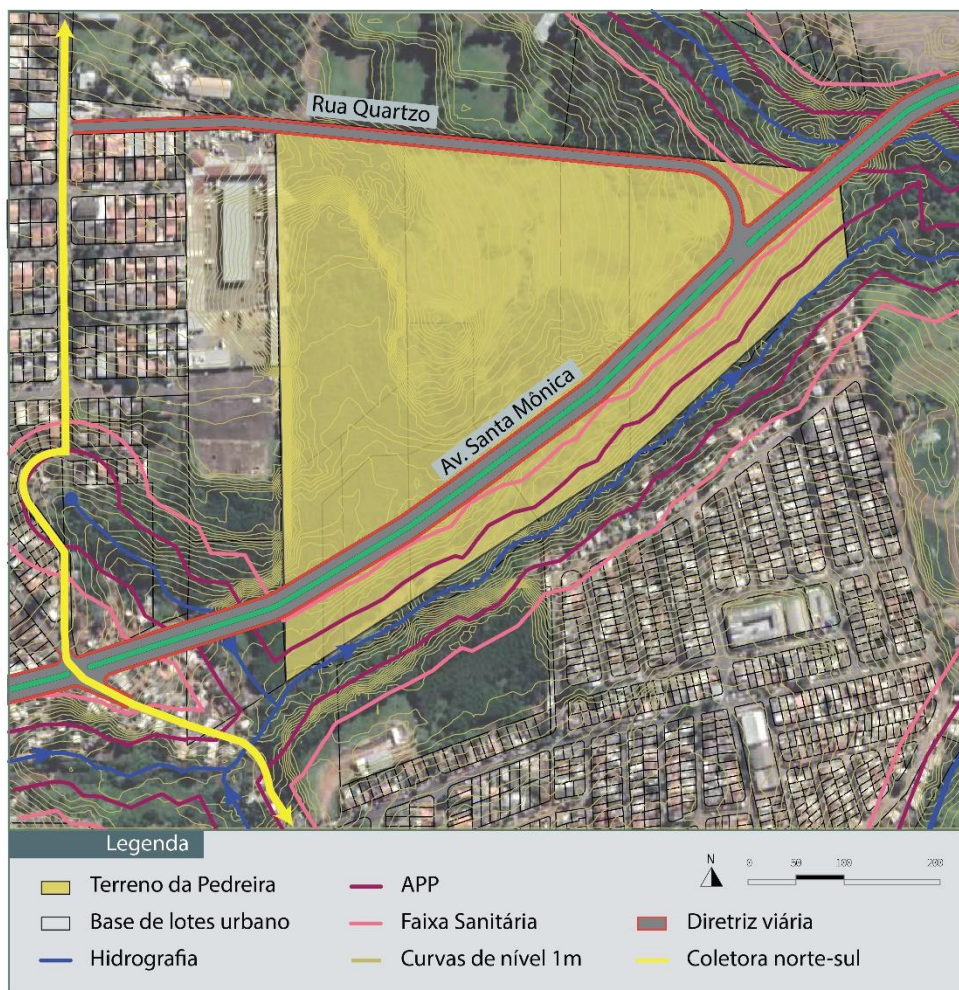 Rua Quartzo
Av. Santa Mônica
Legenda
Terreno da Pedreira
Base de lotes urbano
Hidrografia
APP
Faixa Sanitária
Curvas de nível 1m
N
0 50 100 200
Diretriz viária
Coletora norte-sul